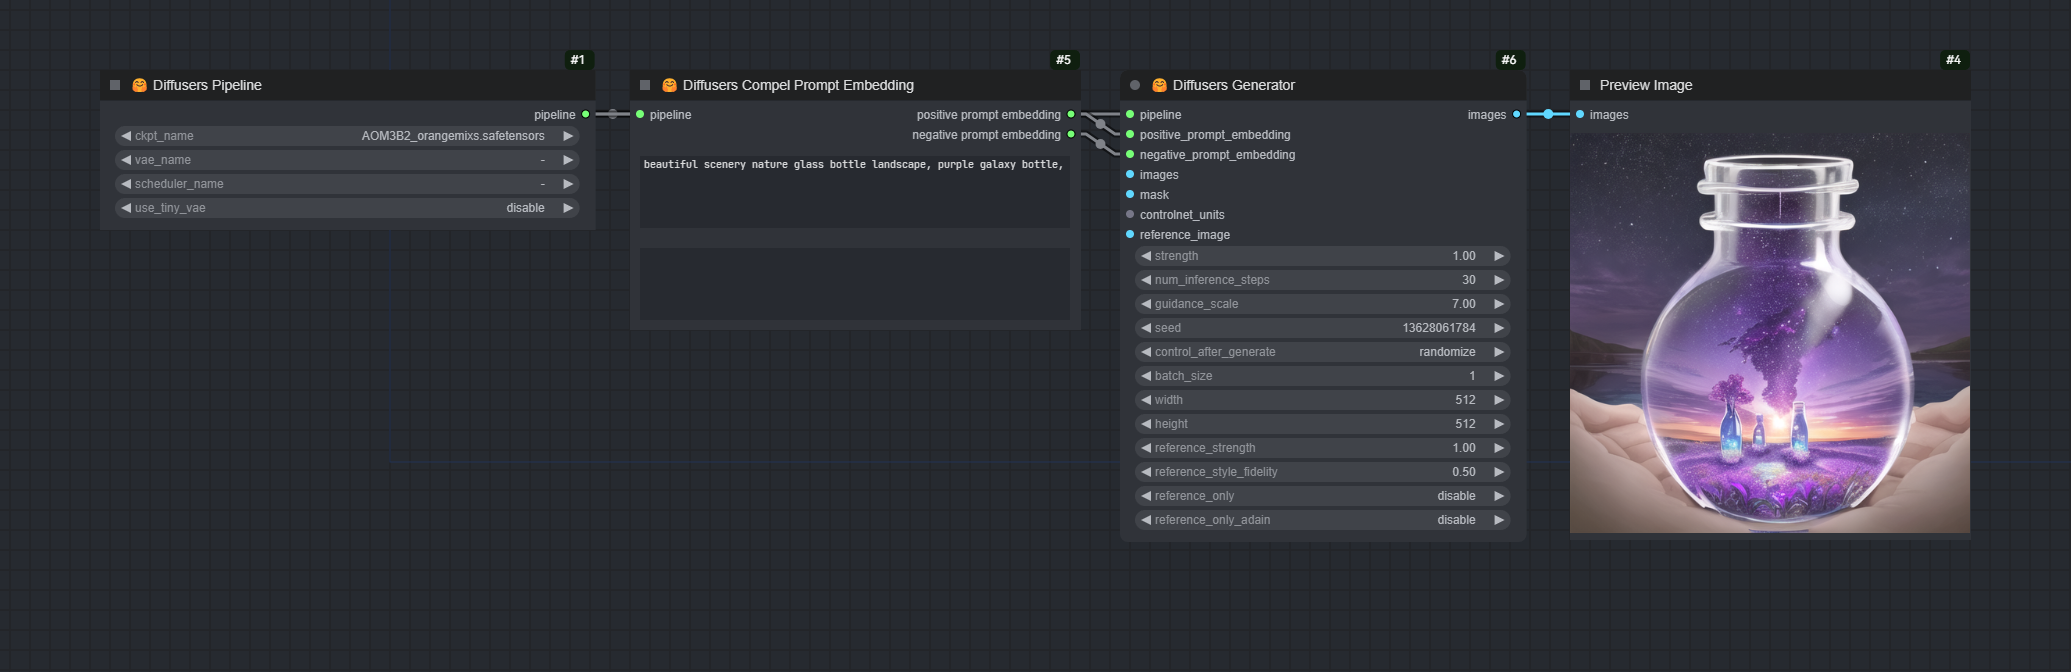 #1
Diffusers Pipeline
pipeline
ckpt_name AOM3B2_orangemixs.safetensors
vae_name -
scheduler_name -
use_tiny_vae disable
#5
Diffusers Compel Prompt Embedding
pipeline positive prompt embedding
negative prompt embedding
beautiful scenery nature glass bottle landscape, purple galaxy bottle,
#6
Diffusers Generator
pipeline images
positive_prompt_embedding
negative_prompt_embedding
images
mask
controlnet_units
reference_image
strength 1.00
num_inference_steps 30
guidance_scale 7.00
seed 13628061784
control_after_generate randomize
batch_size 1
width 512
height 512
reference_strength 1.00
reference_style_fidelity 0.50
reference_only disable
reference_only_adain disable
#4
Preview Image
images